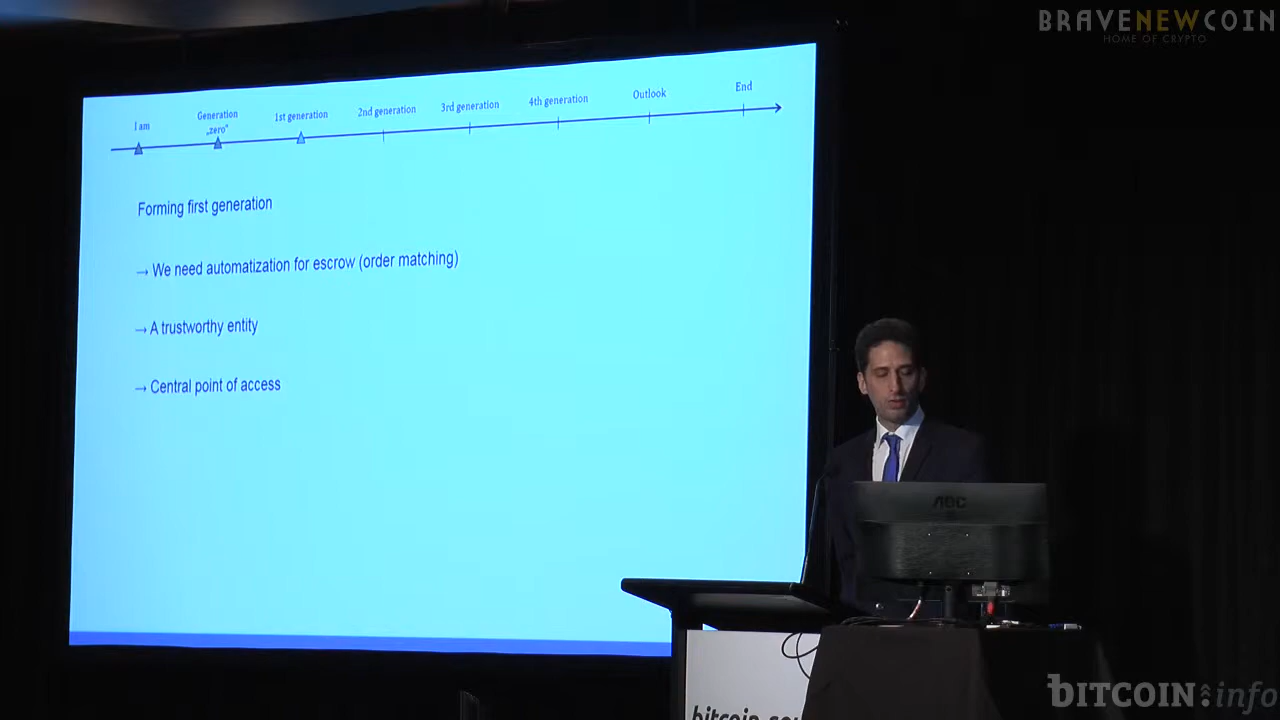 BRAVENEWCOIN
HOME OF CRYPTO
I am
Generation
„zero"
1st generation
2nd generation
3rd generation
4th generation
Outlook
End
Forming first generation
→ We need automatization for escrow (order matching)
→ A trustworthy entity
→ Central point of access
AOC
bitcoin
BITCOIN:info